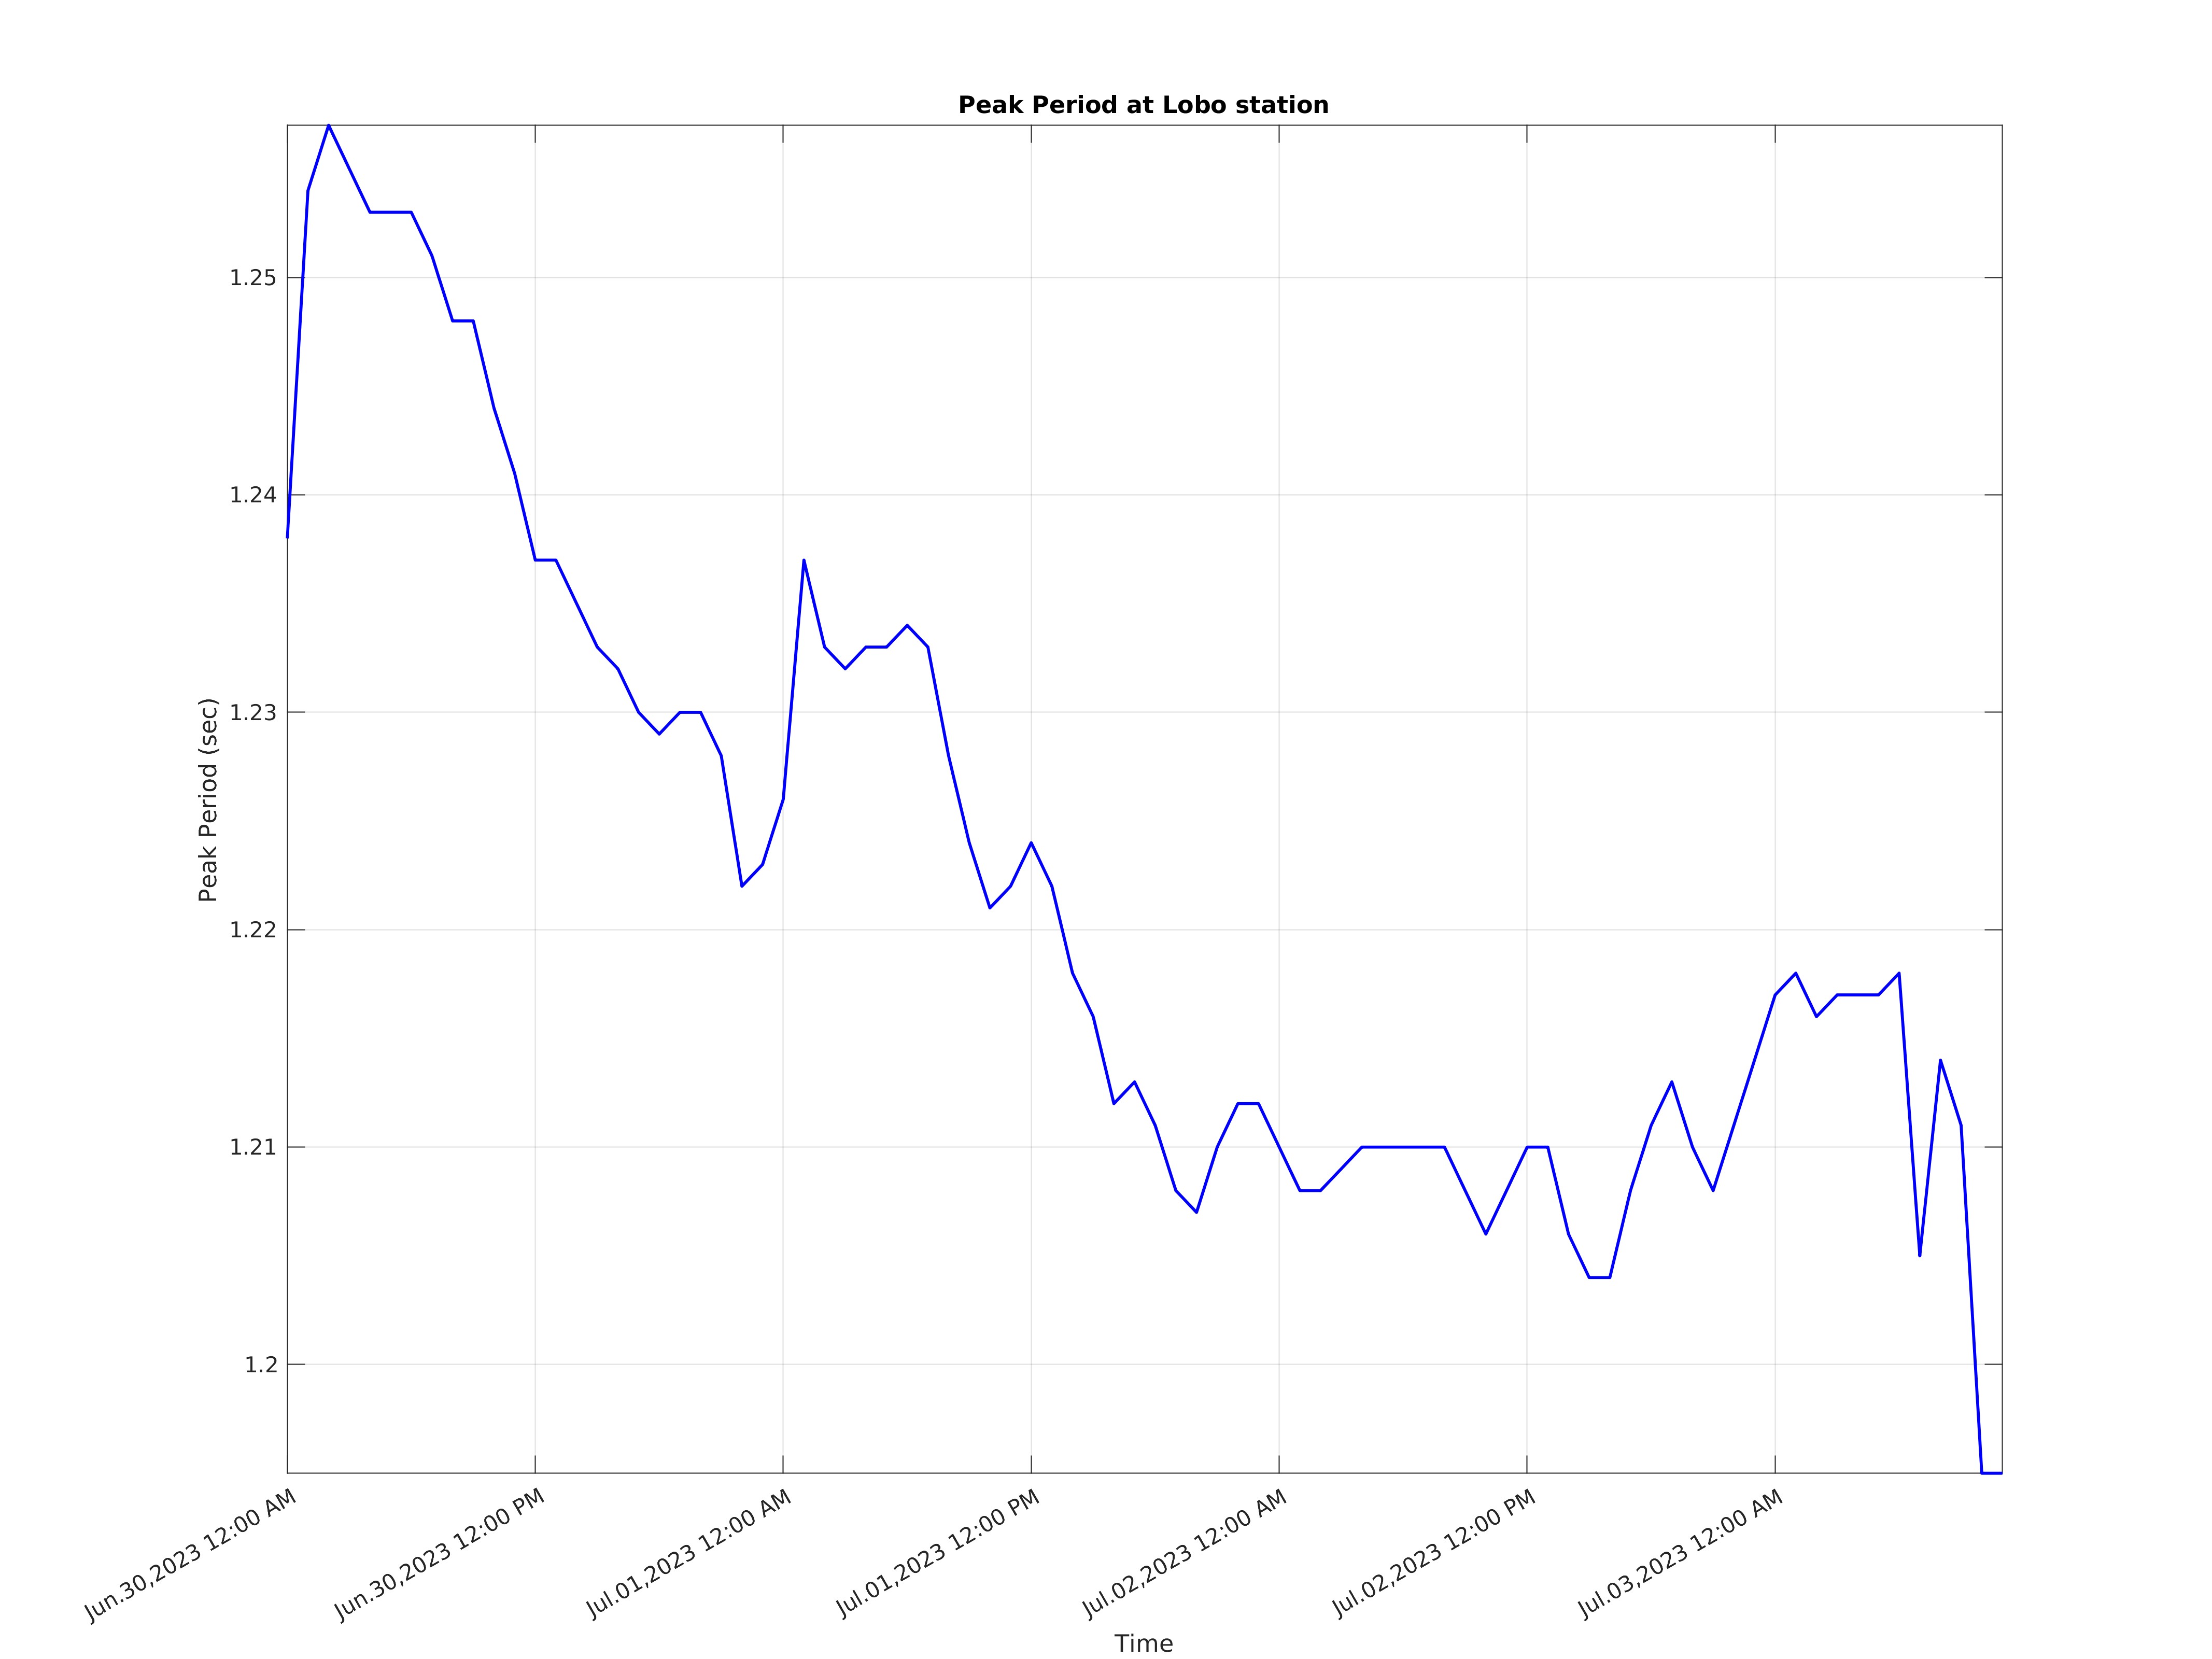 Peak Period at Lobo station
Peak Period (sec)
1.25
1.24
1.23
1.22
1.21
1.2
Jun.30,2023 12:00 AM
Jun.30,2023 12:00 PM
Jul.01,2023 12:00 AM
Jul.01,2023 12:00 PM
Jul.02,2023 12:00 AM
Jul.02,2023 12:00 PM
Jul.03,2023 12:00 AM
Time